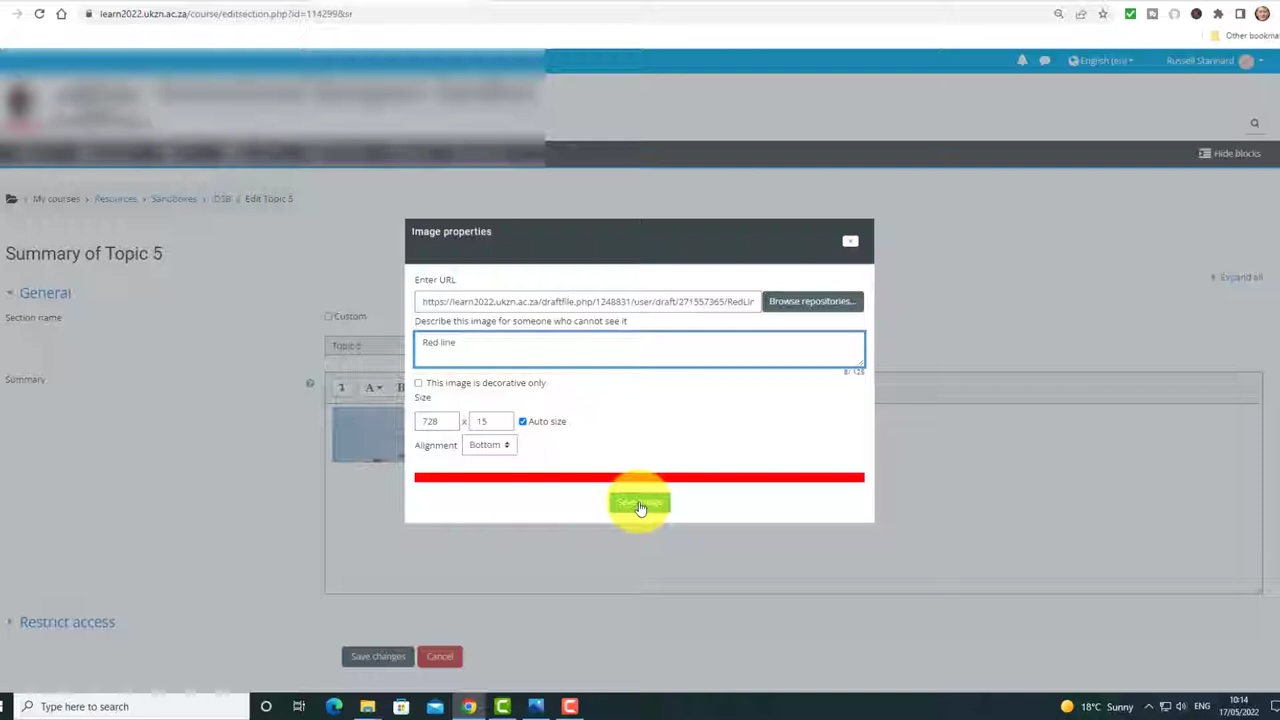 learn2022.ukzn.ac.za/course/editsection.php?id=114299&sr
Other bookma
English (en)
Russell Stannard
Hide blocks
My courses
Resources
Sandboxes
Edit Topic 5
Summary of Topic 5
Expand all
General
Section name
Custom
Topic 5
Summary
A
B
Image properties
Enter URL
https://learn2022.ukzn.ac.za/draftfile.php/1248831/user/draft/271557365/RedLin
Browse repositories...
Describe this image for someone who cannot see it
Red line
8/ 125
This image is decorative only
Size
728 x 15
Auto size
Alignment
Bottom
Restrict access
Save changes
Cancel
Type here to search
18°C Sunny
ENG
10:14
17/05/2022